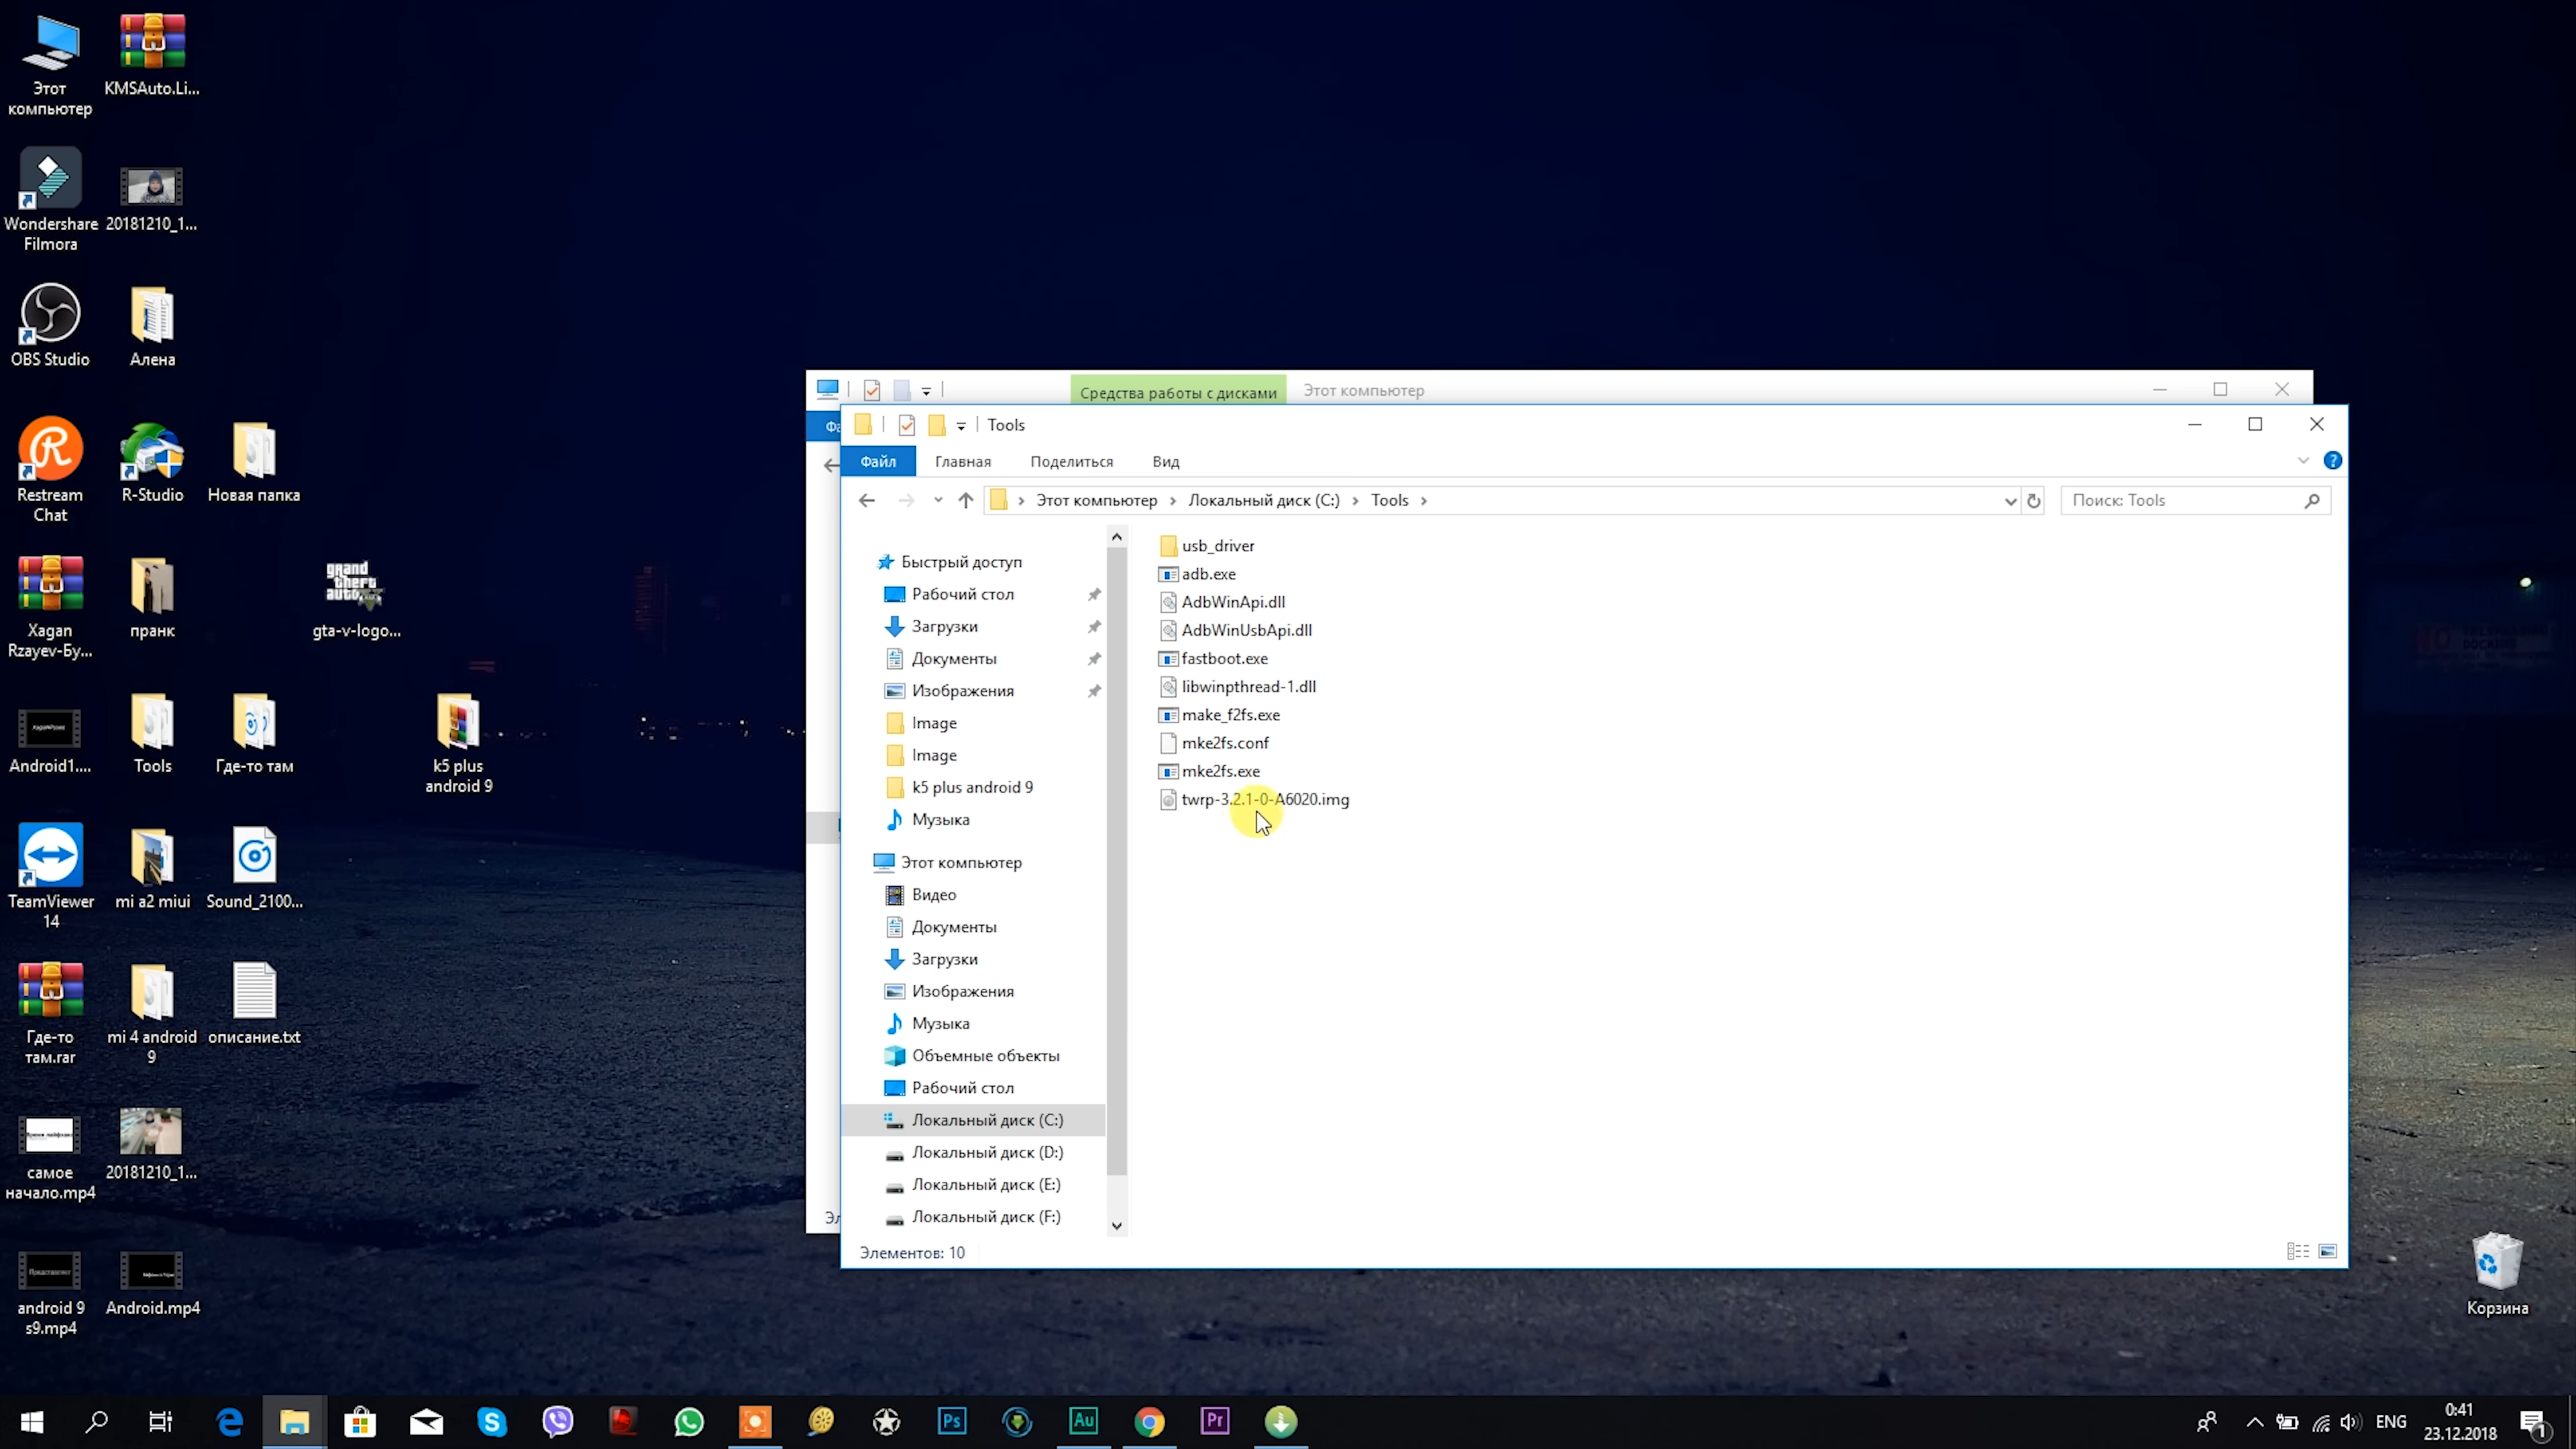 Этот
компьютер
KMSAuto.Li...
Wondershare
Filmora
20181210_1...
OBS Studio
Алена
Restream
Chat
R-Studio
Новая папка
Xagan
Rzayev-Бу...
пранк
grand
theft
auto
gta-v-logo...
Android1....
Tools
Где-то там
k5 plus
android 9
TeamViewer
14
mi a2 miui
Sound_2100...
Где-то
там.rar
mi 4 android
9
описание.txt
самое
начало.mp4
20181210_1...
android 9
s9.mp4
Android.mp4
Корзина
Средства работы с дисками
Этот компьютер
Tools
Файл
Главная
Поделиться
Вид
Этот компьютер
Локальный диск (C:)
Tools
Поиск: Tools
Быстрый доступ
Рабочий стол
Загрузки
Документы
Изображения
Image
Image
k5 plus android 9
Музыка
Этот компьютер
Видео
Документы
Загрузки
Изображения
Музыка
Объемные объекты
Рабочий стол
Локальный диск (C:)
Локальный диск (D:)
Локальный диск (E:)
Локальный диск (F:)
usb_driver
adb.exe
AdbWinApi.dll
AdbWinUsbApi.dll
fastboot.exe
libwinpthread-1.dll
make_f2fs.exe
mke2fs.conf
mke2fs.exe
twrp-3.2.1-0-A6020.img
Элементов: 10
Ps
Au
Pr
ENG
0:41
23.12.2018
1